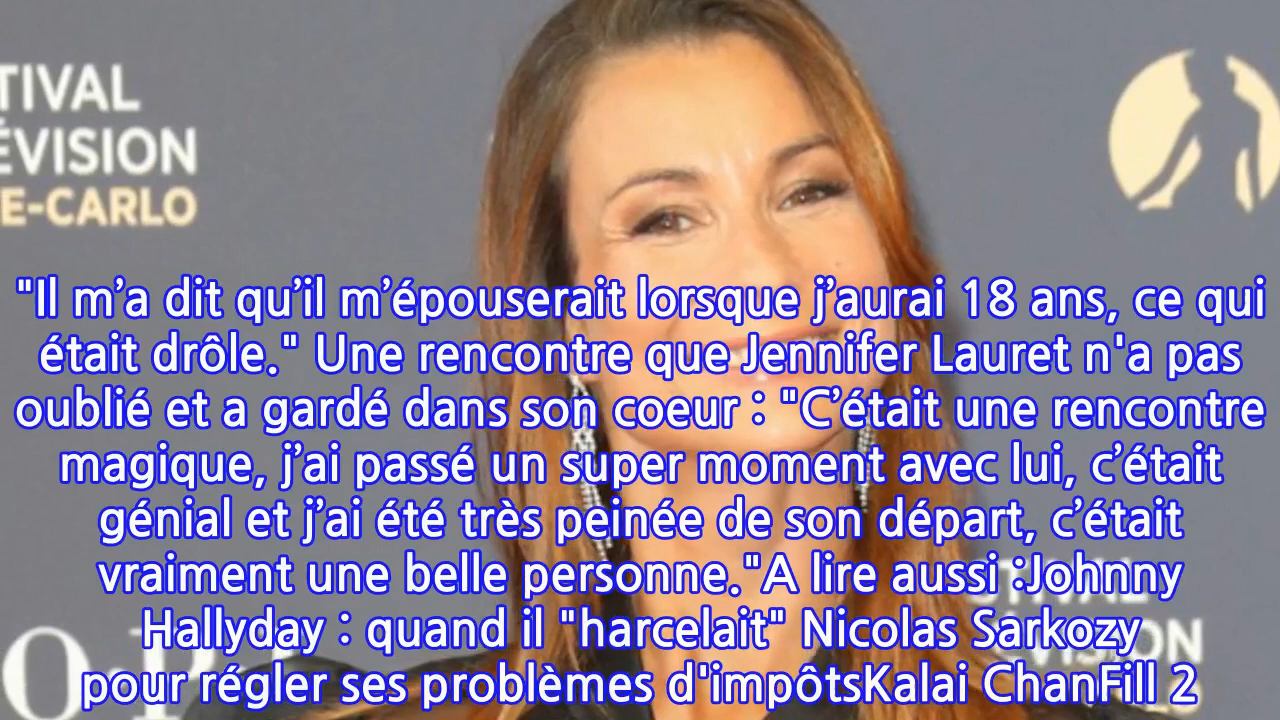 TIVAL
ÉVISION
E-CARLO
"Il m’a dit qu’il m’épouserait lorsque j’aurai 18 ans, ce qui
était drôle." Une rencontre que Jennifer Lauret n'a pas
oublié et a gardé dans son coeur : "C’était une rencontre
magique, j’ai passé un super moment avec lui, c’était
génial et j’ai été très peinée de son départ, c’était
vraiment une belle personne."A lire aussi :Johnny
Hallyday : quand il "harcelait" Nicolas Sarkozy
pour régler ses problèmes d'impôtsKalai ChanFill 2